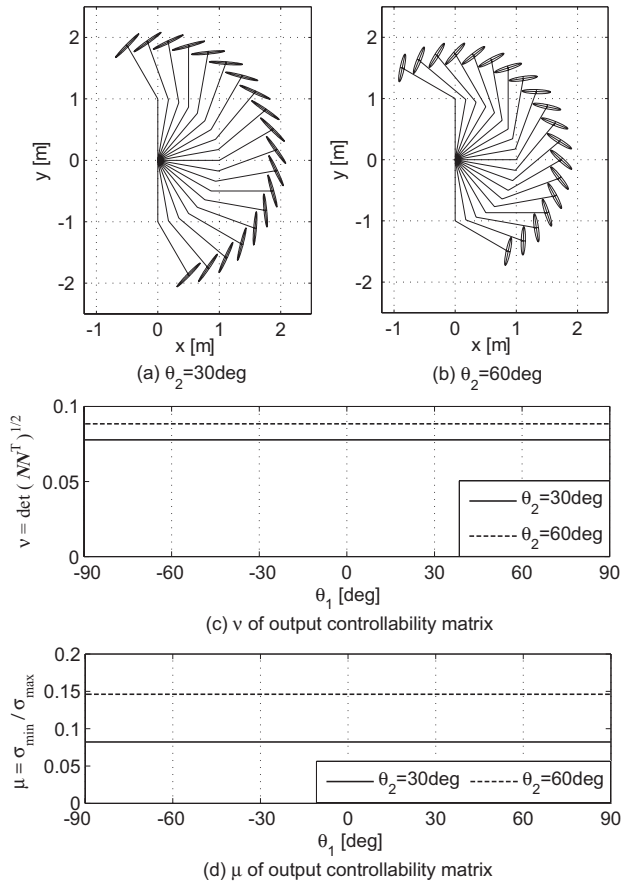 2
1
0
-1
-2
y [m]
-1 0 1 2
x [m]
(a) θ2=30deg
2
1
0
-1
-2
y [m]
-1 0 1 2
x [m]
(b) θ2=60deg
0.1
0.05
0
ν = det ( NNᵀ )^1/2
θ2=30deg
θ2=60deg
-90 -60 -30 0 30 60 90
θ1 [deg]
(c) ν of output controllability matrix
0.2
0.15
0.1
0.05
0
μ = σmin / σmax
θ2=30deg θ2=60deg
-90 -60 -30 0 30 60 90
θ1 [deg]
(d) μ of output controllability matrix